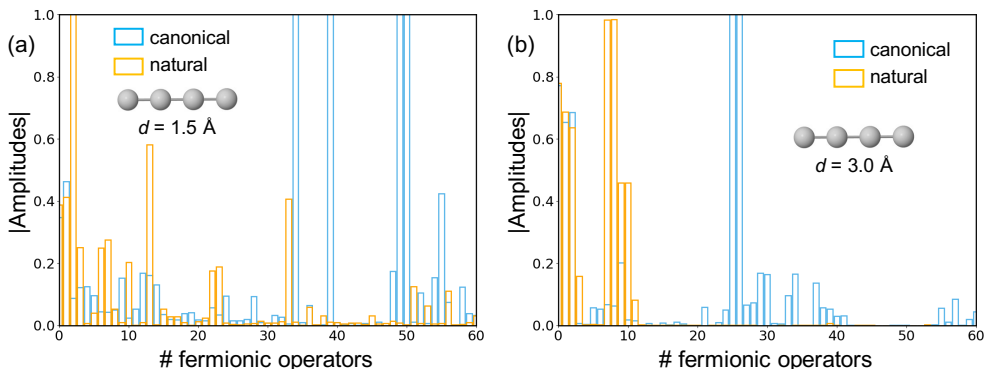 (a)
canonical
natural
d = 1.5 Å
|Amplitudes|
1.0
0.8
0.6
0.4
0.2
0.0
0 10 20 30 40 50 60
# fermionic operators
(b)
canonical
natural
d = 3.0 Å
|Amplitudes|
1.0
0.8
0.6
0.4
0.2
0.0
0 10 20 30 40 50 60
# fermionic operators